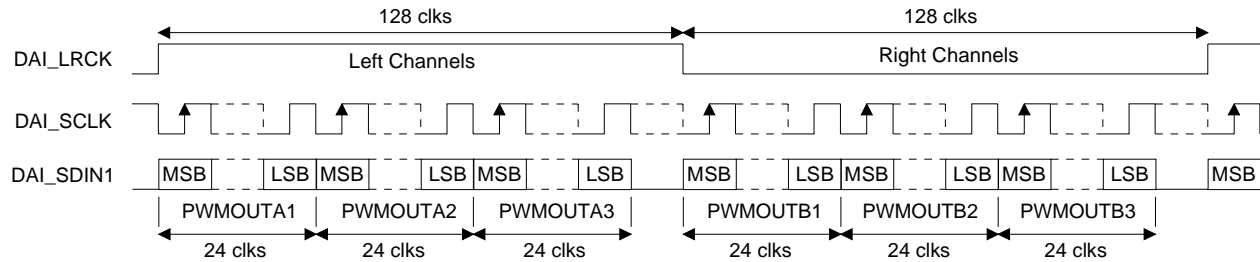 128 clks 128 clks
DAI_LRCK Left Channels Right Channels
DAI_SCLK
DAI_SDIN1 MSB LSB MSB LSB MSB LSB MSB LSB MSB LSB MSB LSB MSB
PWMOUTA1 PWMOUTA2 PWMOUTA3 PWMOUTB1 PWMOUTB2 PWMOUTB3
24 clks 24 clks 24 clks 24 clks 24 clks 24 clks